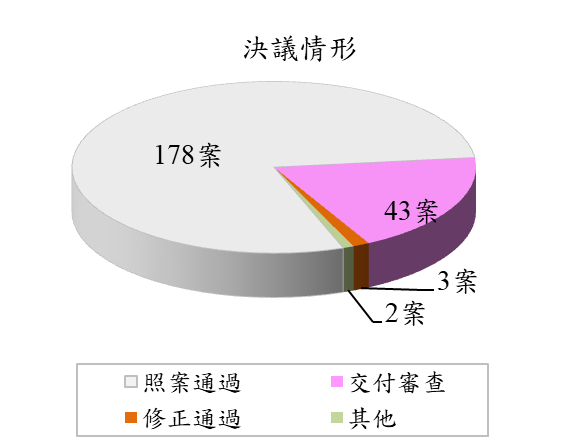 決議情形
178案
43案
3案
2案
照案通過 交付審查
修正通過 其他